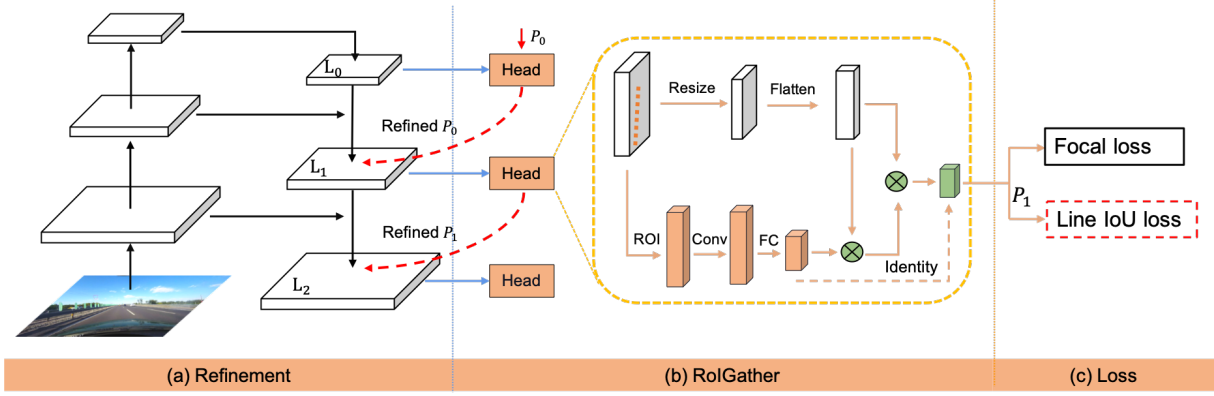 P₀
L₀
Head
Resize
Flatten
Refined P₀
L₁
Head
Focal loss
P₁
Line IoU loss
Refined P₁
ROI
Conv
FC
Identity
L₂
Head
(a) Refinement
(b) RoIGather
(c) Loss